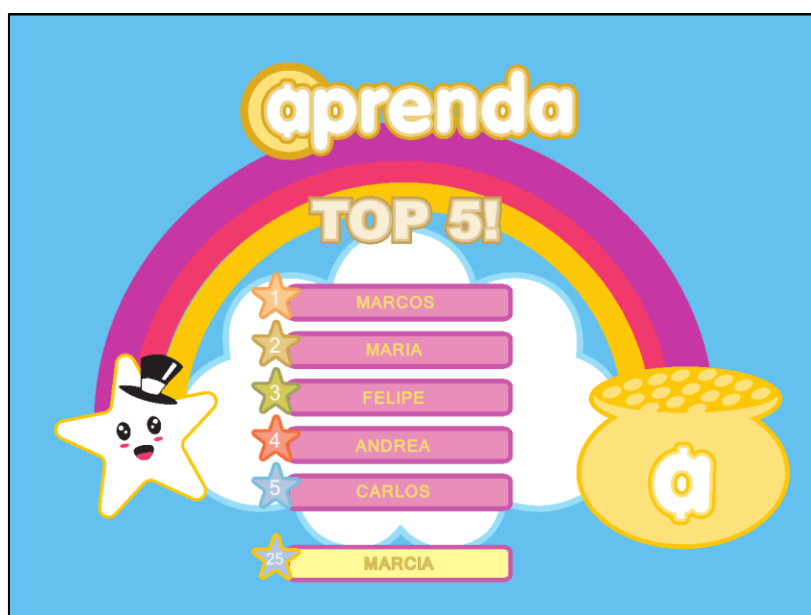 aprenda
TOP 5!
1 MARCOS
2 MARIA
3 FELIPE
4 ANDREA
5 CARLOS
a
25 MARCIA